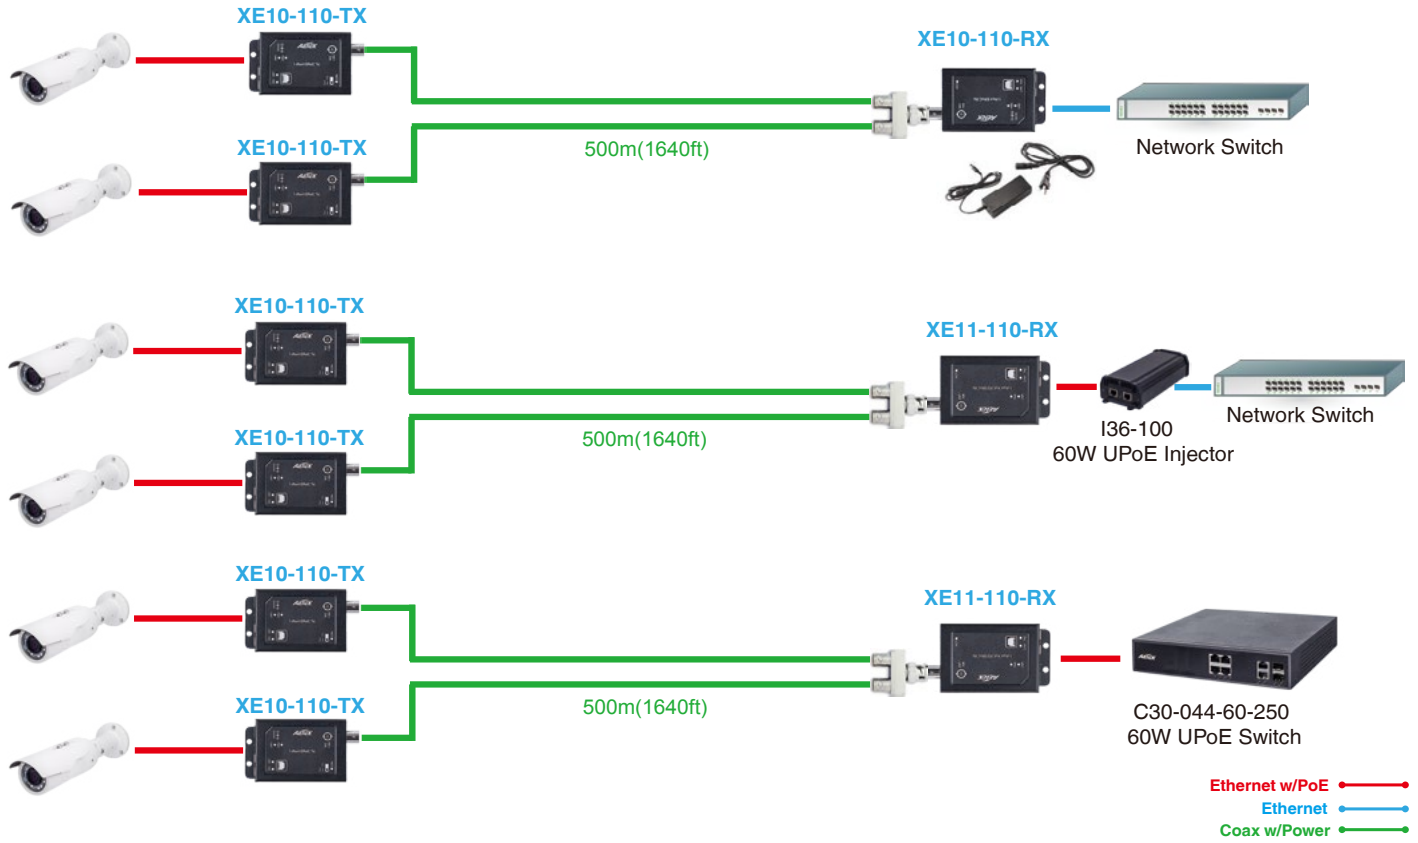 XE10-110-TX
XE10-110-RX
XE10-110-TX
500m(1640ft)
Network Switch
XE10-110-TX
XE11-110-RX
XE10-110-TX
500m(1640ft)
I36-100
60W UPoE Injector
Network Switch
XE10-110-TX
XE11-110-RX
XE10-110-TX
500m(1640ft)
C30-044-60-250
60W UPoE Switch
Ethernet w/PoE
Ethernet
Coax w/Power